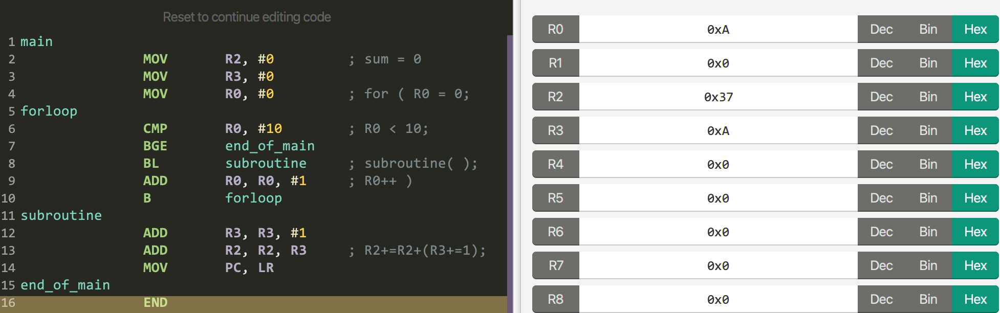 Reset to continue editing code
1 main
2 MOV R2, #0 ; sum = 0
3 MOV R3, #0
4 MOV R0, #0 ; for ( R0 = 0;
5 forloop
6 CMP R0, #10 ; R0 < 10;
7 BGE end_of_main
8 BL subroutine ; subroutine( );
9 ADD R0, R0, #1 ; R0++ )
10 B forloop
11 subroutine
12 ADD R3, R3, #1
13 ADD R2, R2, R3 ; R2+=R2+(R3+=1);
14 MOV PC, LR
15 end_of_main
16 END
R0 0xA Dec Bin Hex
R1 0x0 Dec Bin Hex
R2 0x37 Dec Bin Hex
R3 0xA Dec Bin Hex
R4 0x0 Dec Bin Hex
R5 0x0 Dec Bin Hex
R6 0x0 Dec Bin Hex
R7 0x0 Dec Bin Hex
R8 0x0 Dec Bin Hex